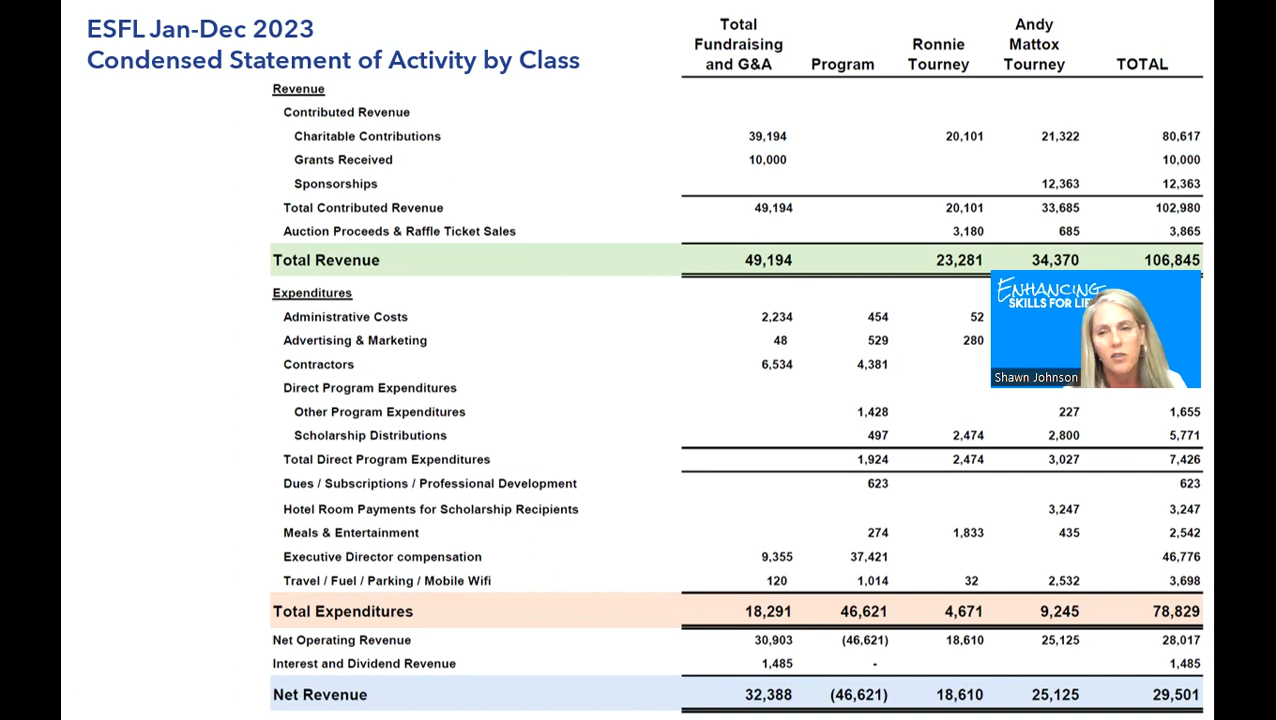 ESFL Jan-Dec 2023
Condensed Statement of Activity by Class
Total Fundraising and G&A Program Ronnie Tourney Andy Mattox Tourney TOTAL
Revenue
Contributed Revenue
Charitable Contributions 39,194 20,101 21,322 80,617
Grants Received 10,000 10,000
Sponsorships 12,363 12,363
Total Contributed Revenue 49,194 20,101 33,685 102,980
Auction Proceeds & Raffle Ticket Sales 3,180 685 3,865
Total Revenue 49,194 23,281 34,370 106,845
Expenditures
Administrative Costs 2,234 454 52
Advertising & Marketing 48 529 280
Contractors 6,534 4,381
Direct Program Expenditures
Other Program Expenditures 1,428 227 1,655
Scholarship Distributions 497 2,474 2,800 5,771
Total Direct Program Expenditures 1,924 2,474 3,027 7,426
Dues / Subscriptions / Professional Development 623 623
Hotel Room Payments for Scholarship Recipients 3,247 3,247
Meals & Entertainment 274 1,833 435 2,542
Executive Director compensation 9,355 37,421 46,776
Travel / Fuel / Parking / Mobile Wifi 120 1,014 32 2,532 3,698
Total Expenditures 18,291 46,621 4,671 9,245 78,829
Net Operating Revenue 30,903 (46,621) 18,610 25,125 28,017
Interest and Dividend Revenue 1,485 - 1,485
Net Revenue 32,388 (46,621) 18,610 25,125 29,501
ENHANCING
SKILLS FOR
Shawn Johnson